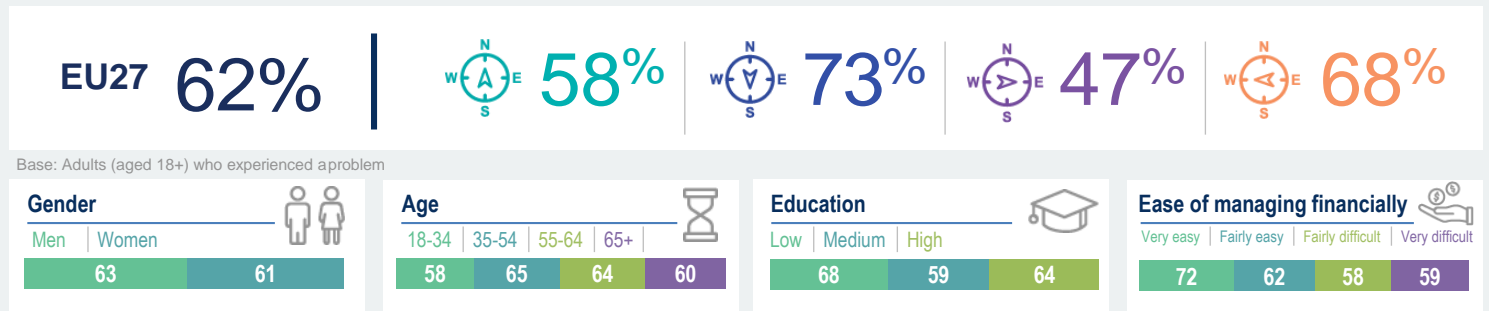 EU27 62% N W E S 58% N W E S 73% N W E S 47% N W E S 68%
Base: Adults (aged 18+) who experienced aproblem
Gender
Men Women
63 61
Age
18-34 35-54 55-64 65+
58 65 64 60
Education
Low Medium High
68 59 64
Ease of managing financially
Very easy Fairly easy Fairly difficult Very difficult
72 62 58 59